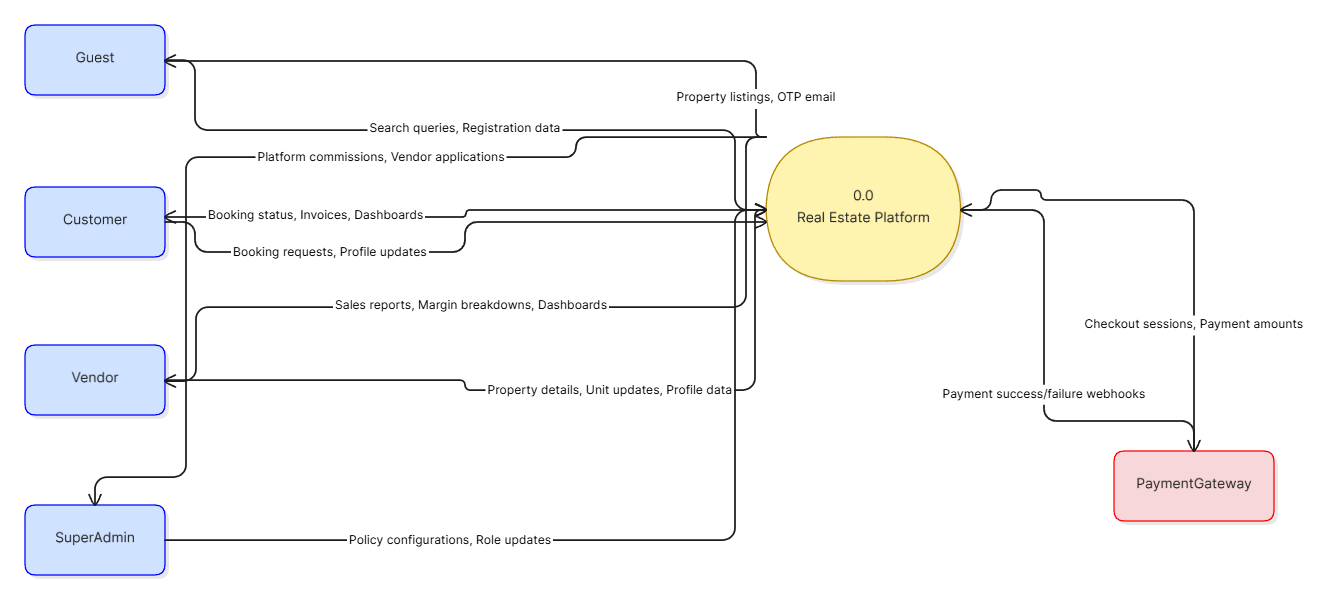 Guest
Property listings, OTP email
Search queries, Registration data
Platform commissions, Vendor applications
0.0
Real Estate Platform
Customer
Booking status, Invoices, Dashboards
Booking requests, Profile updates
Sales reports, Margin breakdowns, Dashboards
Checkout sessions, Payment amounts
Vendor
Property details, Unit updates, Profile data
Payment success/failure webhooks
PaymentGateway
SuperAdmin
Policy configurations, Role updates